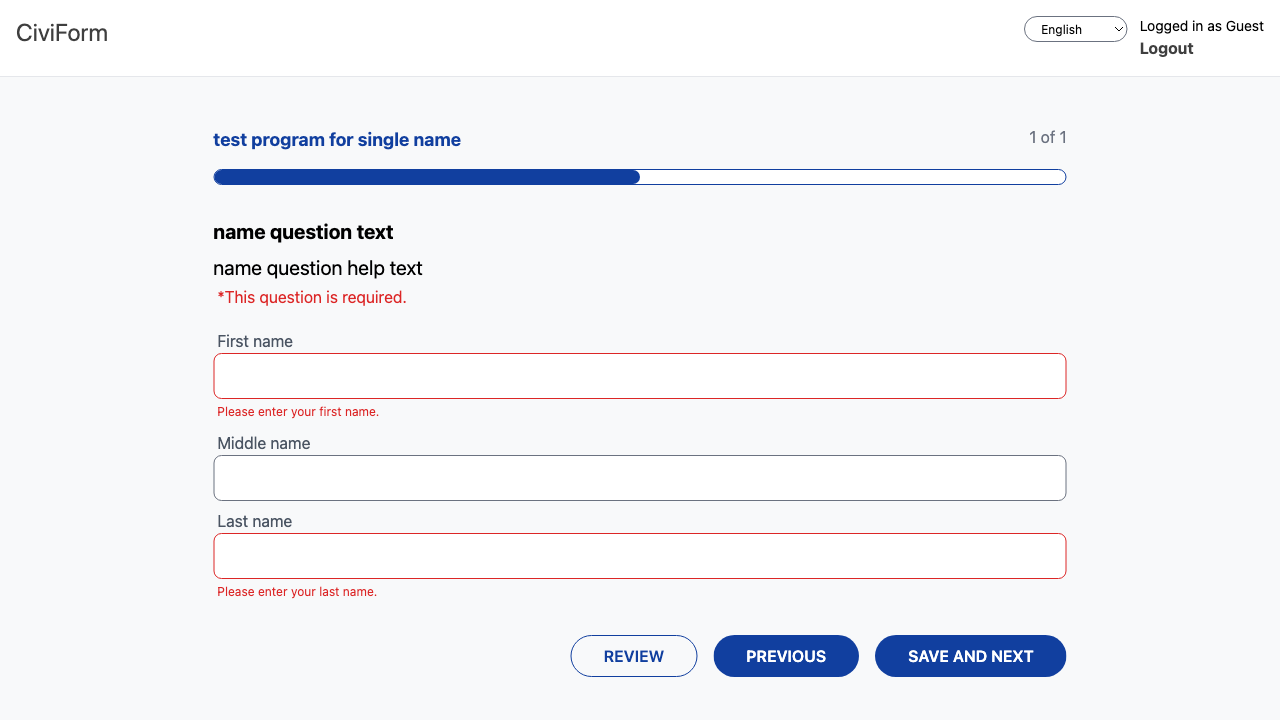 CiviForm
English
Logged in as Guest
Logout
test program for single name
1 of 1
name question text
name question help text
*This question is required.
First name
Please enter your first name.
Middle name
Last name
Please enter your last name.
REVIEW
PREVIOUS
SAVE AND NEXT